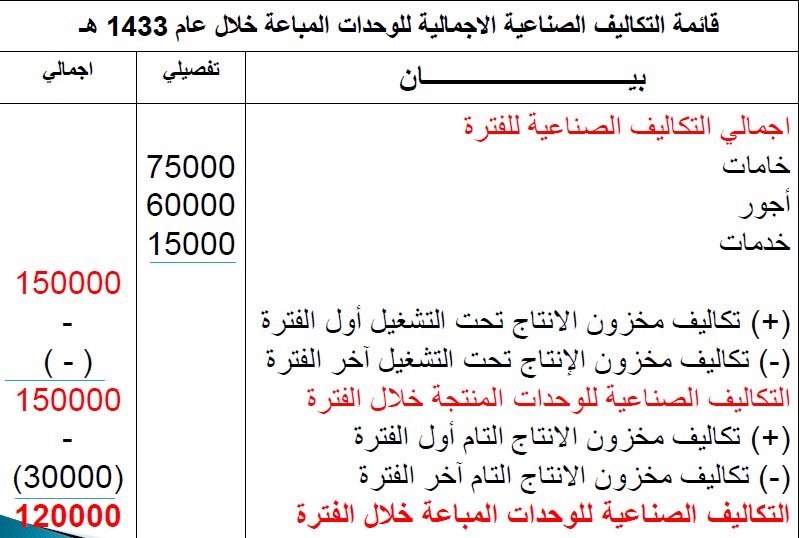 قائمة التكاليف الصناعية الاجمالية للوحدات المباعة خلال عام 1433 هـ
بيـــــــــــــــــان تفصيلي اجمالي
اجمالي التكاليف الصناعية للفترة
خامات 75000
أجور 60000
خدمات 15000
150000
(+) تكاليف مخزون الانتاج تحت التشغيل أول الفترة -
(-) تكاليف مخزون الإنتاج تحت التشغيل آخر الفترة ( - )
التكاليف الصناعية للوحدات المنتجة خلال الفترة 150000
(+) تكاليف مخزون الانتاج التام أول الفترة -
(-) تكاليف مخزون الانتاج التام آخر الفترة (30000)
التكاليف الصناعية للوحدات المباعة خلال الفترة 120000